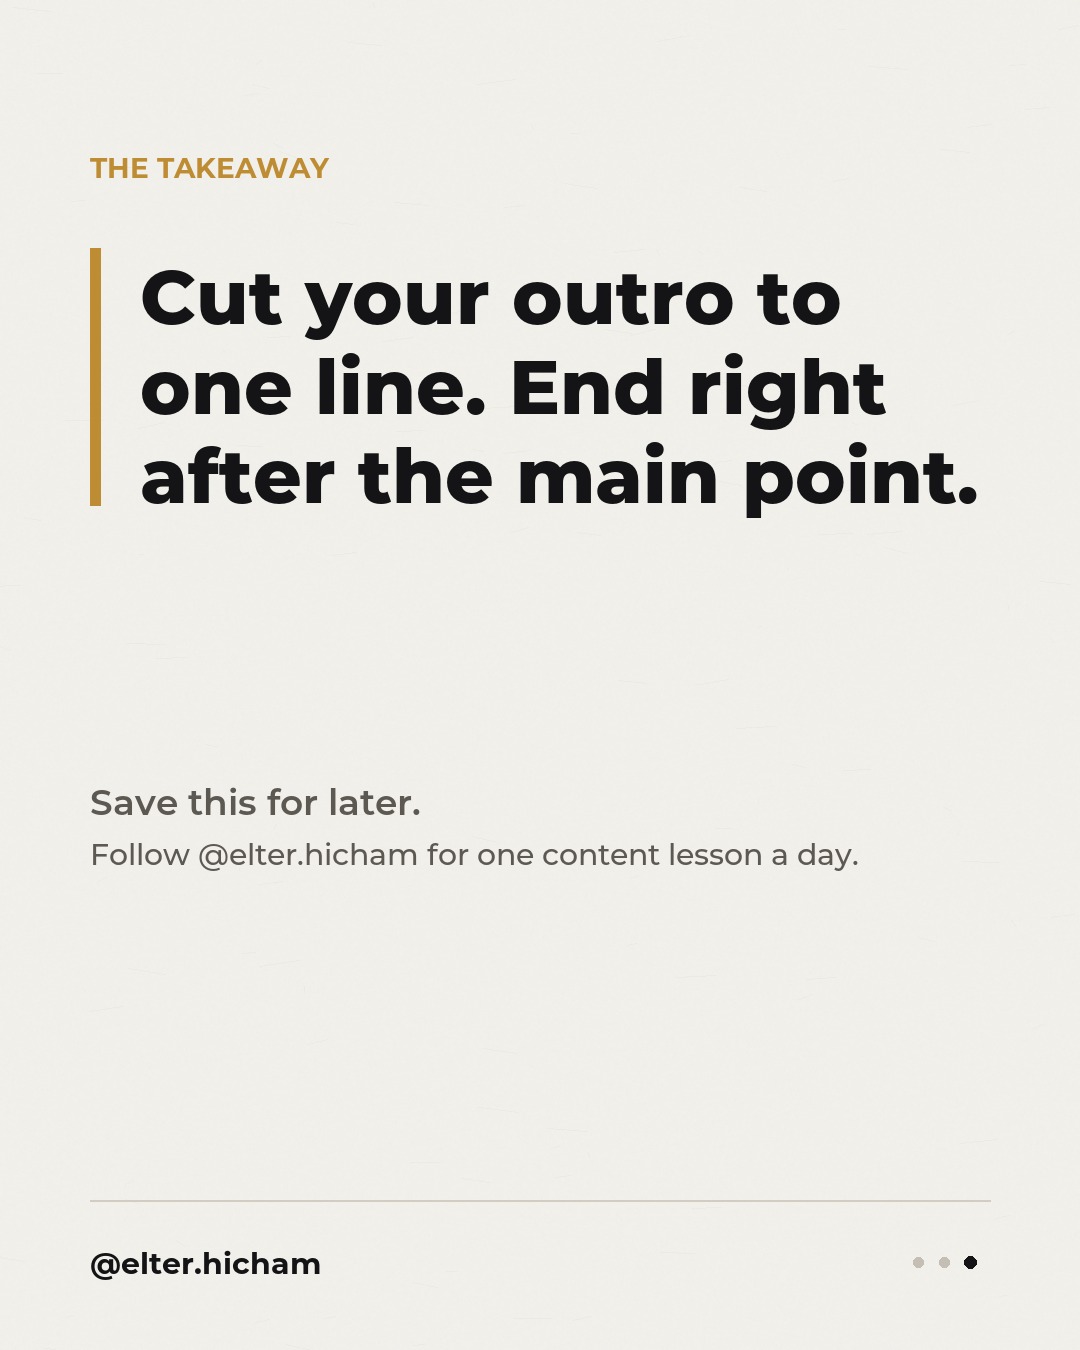 THE TAKEAWAY
Cut your outro to
one line. End right
after the main point.
Save this for later.
Follow @elter.hicham for one content lesson a day.
@elter.hicham